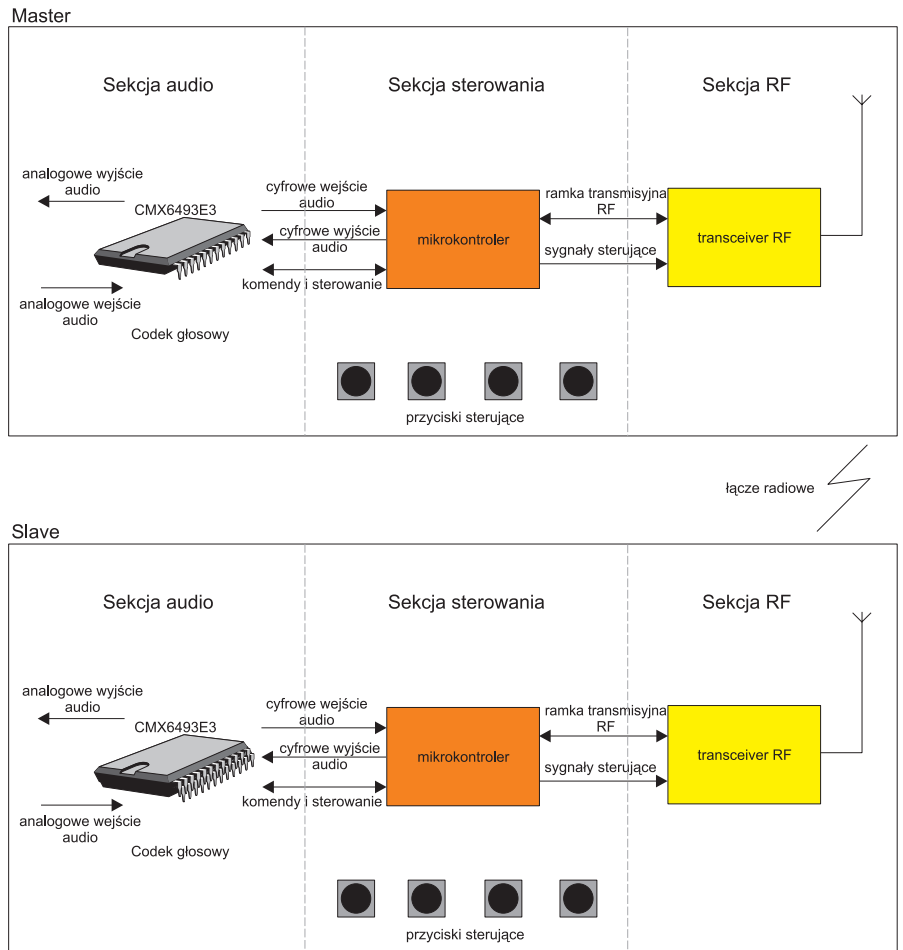 Master
Sekcja audio
Sekcja sterowania
Sekcja RF
analogowe wyjście
audio
CMX6493E3
analogowe wejście
audio
Codek głosowy
cyfrowe wejście
audio
cyfrowe wyjście
audio
komendy i sterowanie
mikrokontroler
ramka transmisyjna
RF
sygnały sterujące
transceiver RF
przyciski sterujące
łącze radiowe
Slave
Sekcja audio
Sekcja sterowania
Sekcja RF
analogowe wyjście
audio
CMX6493E3
analogowe wejście
audio
Codek głosowy
cyfrowe wejście
audio
cyfrowe wyjście
audio
komendy i sterowanie
mikrokontroler
ramka transmisyjna
RF
sygnały sterujące
transceiver RF
przyciski sterujące